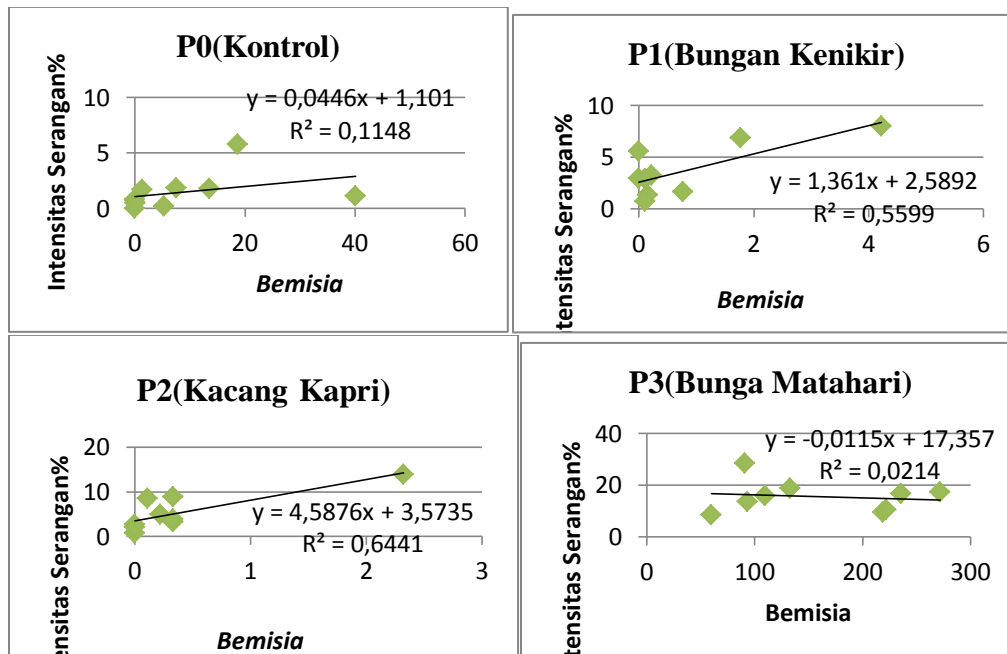 P0(Kontrol)
Intensitas Serangan%
10
5
0
y = 0,0446x + 1,101
R² = 0,1148
0 20 40 60
Bemisia
P1(Bungan Kenikir)
tensitas Serangan%
10
5
0
y = 1,361x + 2,5892
R² = 0,5599
0 2 4 6
Bemisia
P2(Kacang Kapri)
tensitas Serangan%
20
10
0
y = 4,5876x + 3,5735
R² = 0,6441
0 1 2 3
Bemisia
P3(Bunga Matahari)
tensitas Serangan%
40
20
0
y = -0,0115x + 17,357
R² = 0,0214
0 100 200 300
Bemisia